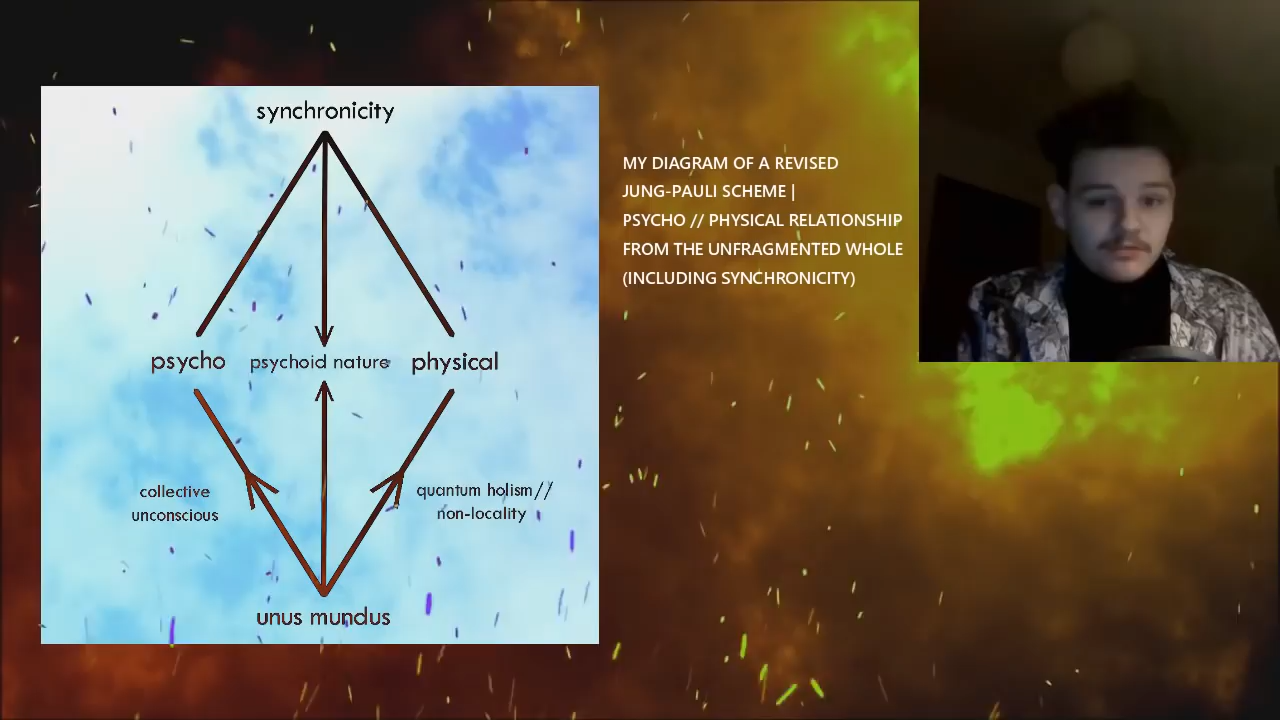 synchronicity
psycho
psychoid nature
physical
collective
unconscious
quantum holism//
non-locality
unus mundus
MY DIAGRAM OF A REVISED
JUNG-PAULI SCHEME |
PSYCHO // PHYSICAL RELATIONSHIP
FROM THE UNFRAGMENTED WHOLE
(INCLUDING SYNCHRONICITY)